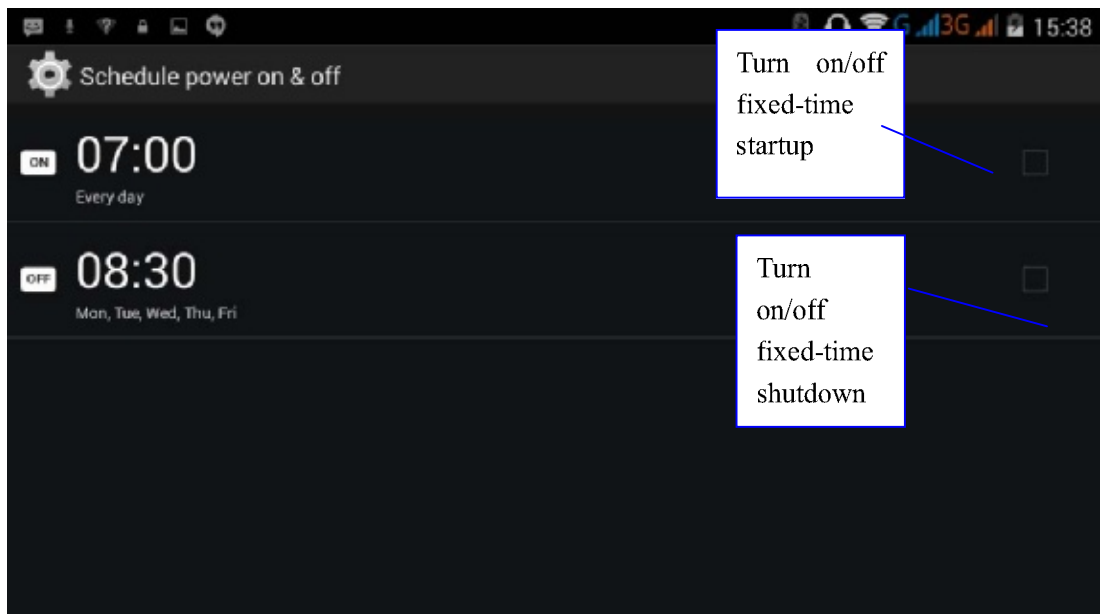 G 3G 15:38
Schedule power on & off
ON 07:00
Every day
OFF 08:30
Mon, Tue, Wed, Thu, Fri
Turn on/off
fixed-time
startup
Turn
on/off
fixed-time
shutdown